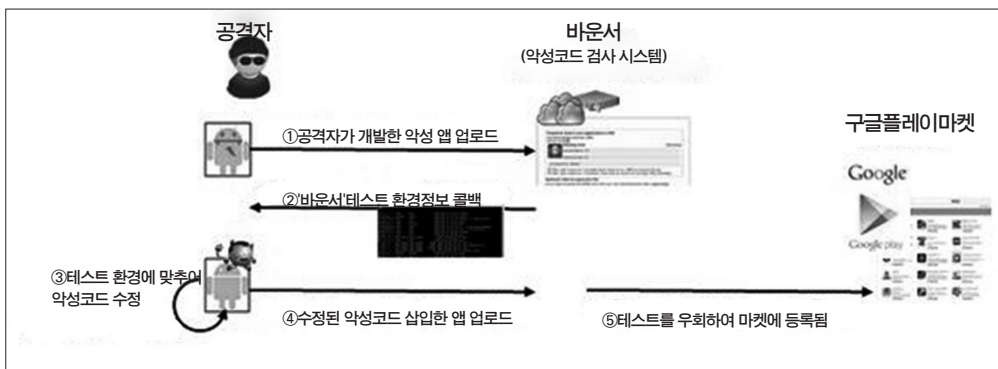 공격자
바운서
(악성코드 검사 시스템)
구글플레이마켓
①공격자가 개발한 악성 앱 업로드
Google
②'바운서'테스트 환경정보 콜백
Google play
③테스트 환경에 맞추어
악성코드 수정
④수정된 악성코드 삽입한 앱 업로드
⑤테스트를 우회하여 마켓에 등록됨